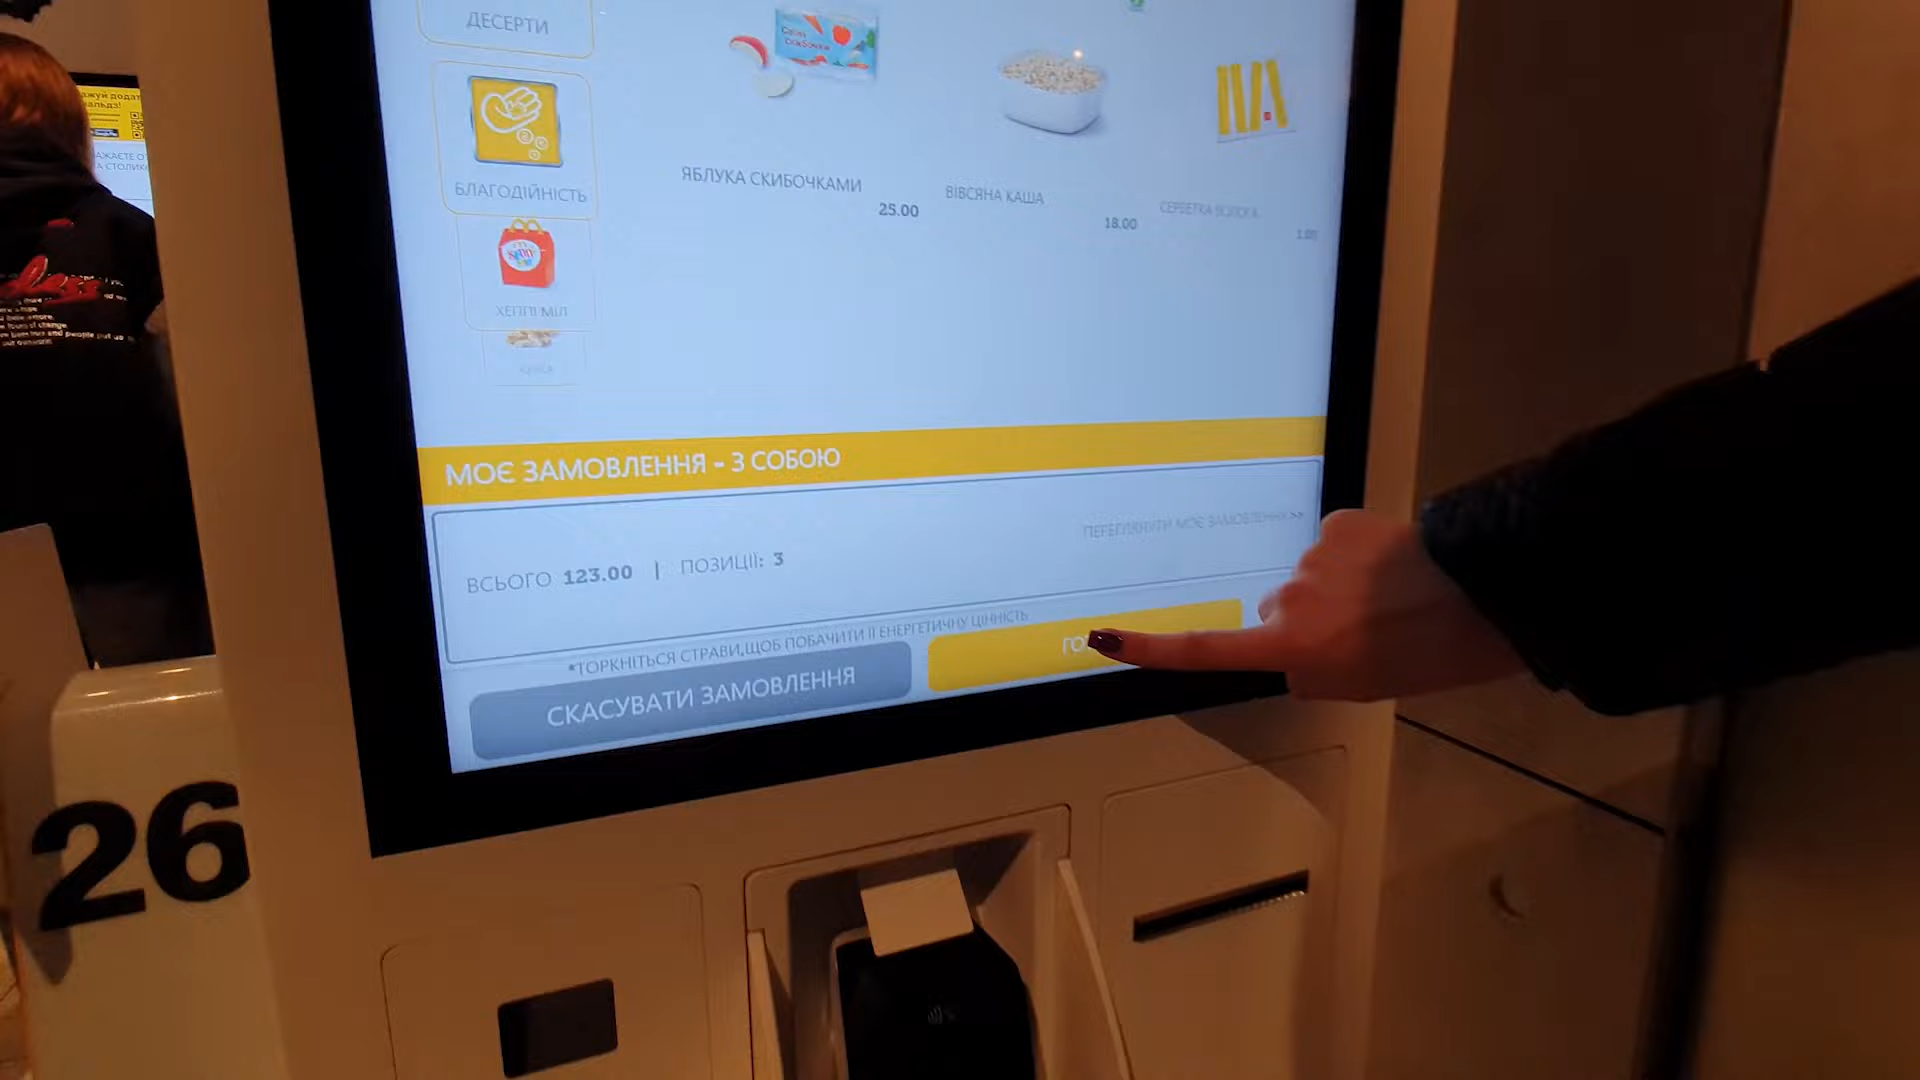 ДЕСЕРТИ
БЛАГОДІЙНІСТЬ
ХЕППІ МІЛ
ЯБЛУКА СКИБОЧКАМИ
25.00
ВІВСЯНА КАША
18.00
СЕРВЕТКА ВОЛОГА
1.00
МОЄ ЗАМОВЛЕННЯ - З СОБОЮ
ПЕРЕГЛЯНУТИ МОЄ ЗАМОВЛЕННЯ >>
ВСЬОГО 123.00 | ПОЗИЦІЇ: 3
*ТОРКНІТЬСЯ СТРАВИ,ЩОБ ПОБАЧИТИ ЇЇ ЕНЕРГЕТИЧНУ ЦІННІСТЬ
СКАСУВАТИ ЗАМОВЛЕННЯ
26